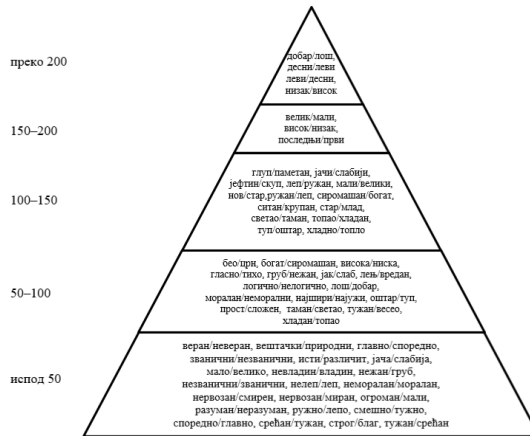 преко 200
добар/лош,
десни/леви
леви/десни,
низак/висок
150–200
велик/мали,
висок/низак,
последњи/први
100–150
глуп/паметан, јачи/слабији,
јефтин/скуп, леп/ружан, мали/велики,
нов/стар,ружан/леп, сиромашан/богат,
ситан/крупан, стар/млад,
светао/таман, топао/хладан,
туп/оштар, хладно/топло
50–100
бео/црн, богат/сиромашан, висока/ниска,
гласно/тихо, груб/нежан, јак/слаб, лењ/вредан,
логично/нелогично, лош/добар,
моралан/неморални, најшири/најужи, оштар/туп,
прост/сложен, таман/светао, тужан/весео,
хладан/топао
испод 50
веран/неверан, вештачки/природни, главно/споредно,
званични/незванични, исти/различит, јача/слабија,
мало/велико, невладин/владин, нежан/груб,
незванични/званични, нелеп/леп, неморалан/моралан,
нервозан/смирен, нервозан/миран, огроман/мали,
разуман/неразуман, ружно/лепо, смешно/тужно,
споредно/главно, срећан/тужан, строг/благ, тужан/срећан